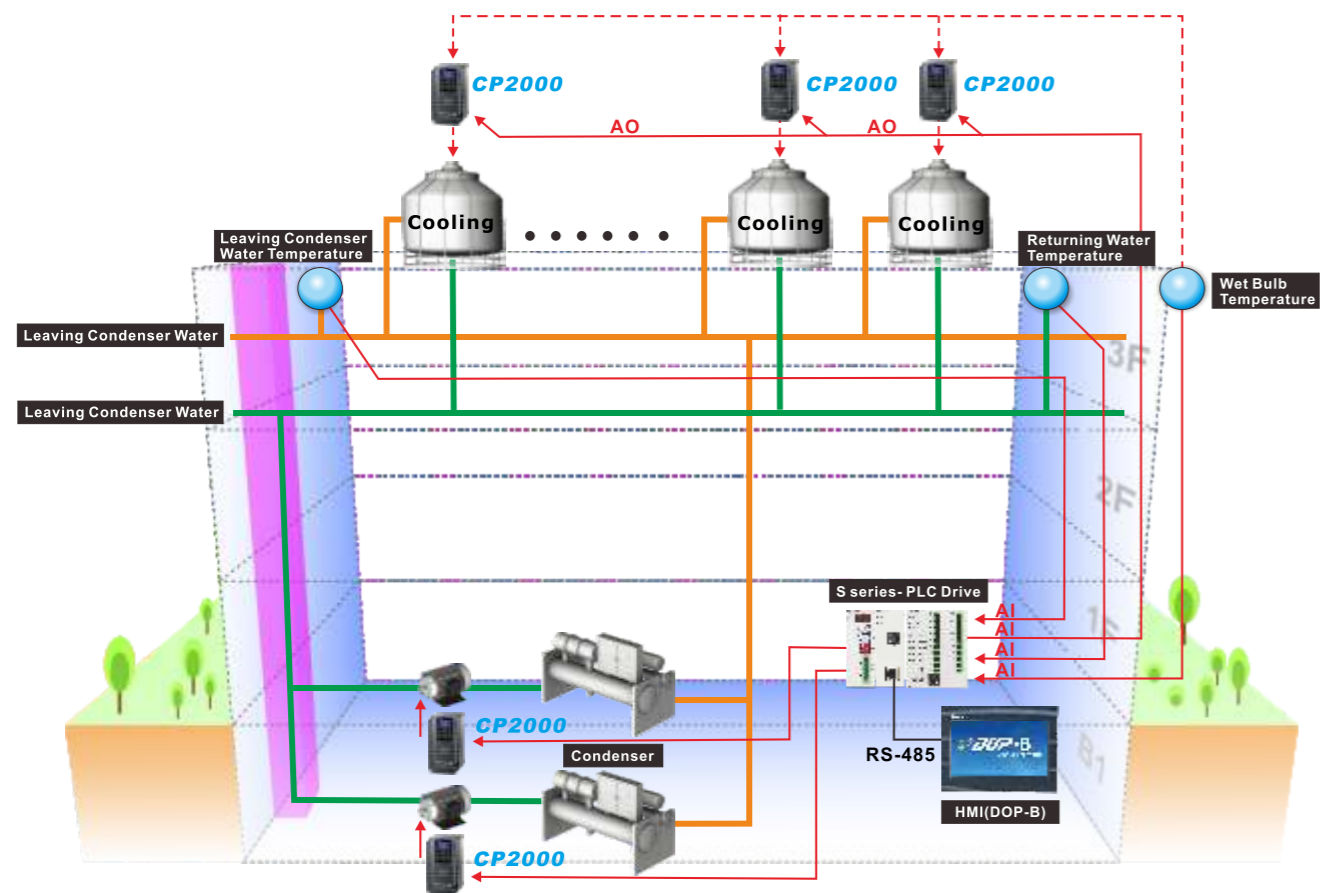 CP2000
CP2000
CP2000
AO
AO
Cooling
Cooling
Cooling
Leaving Condenser
Water Temperature
Returning Water
Temperature
Wet Bulb
Temperature
Leaving Condenser Water
3F
Leaving Condenser Water
2F
S series- PLC Drive
AI
AI
1F
AI
AI
CP2000
RS-485
DOP-B
B1
Condenser
HMI(DOP-B)
CP2000